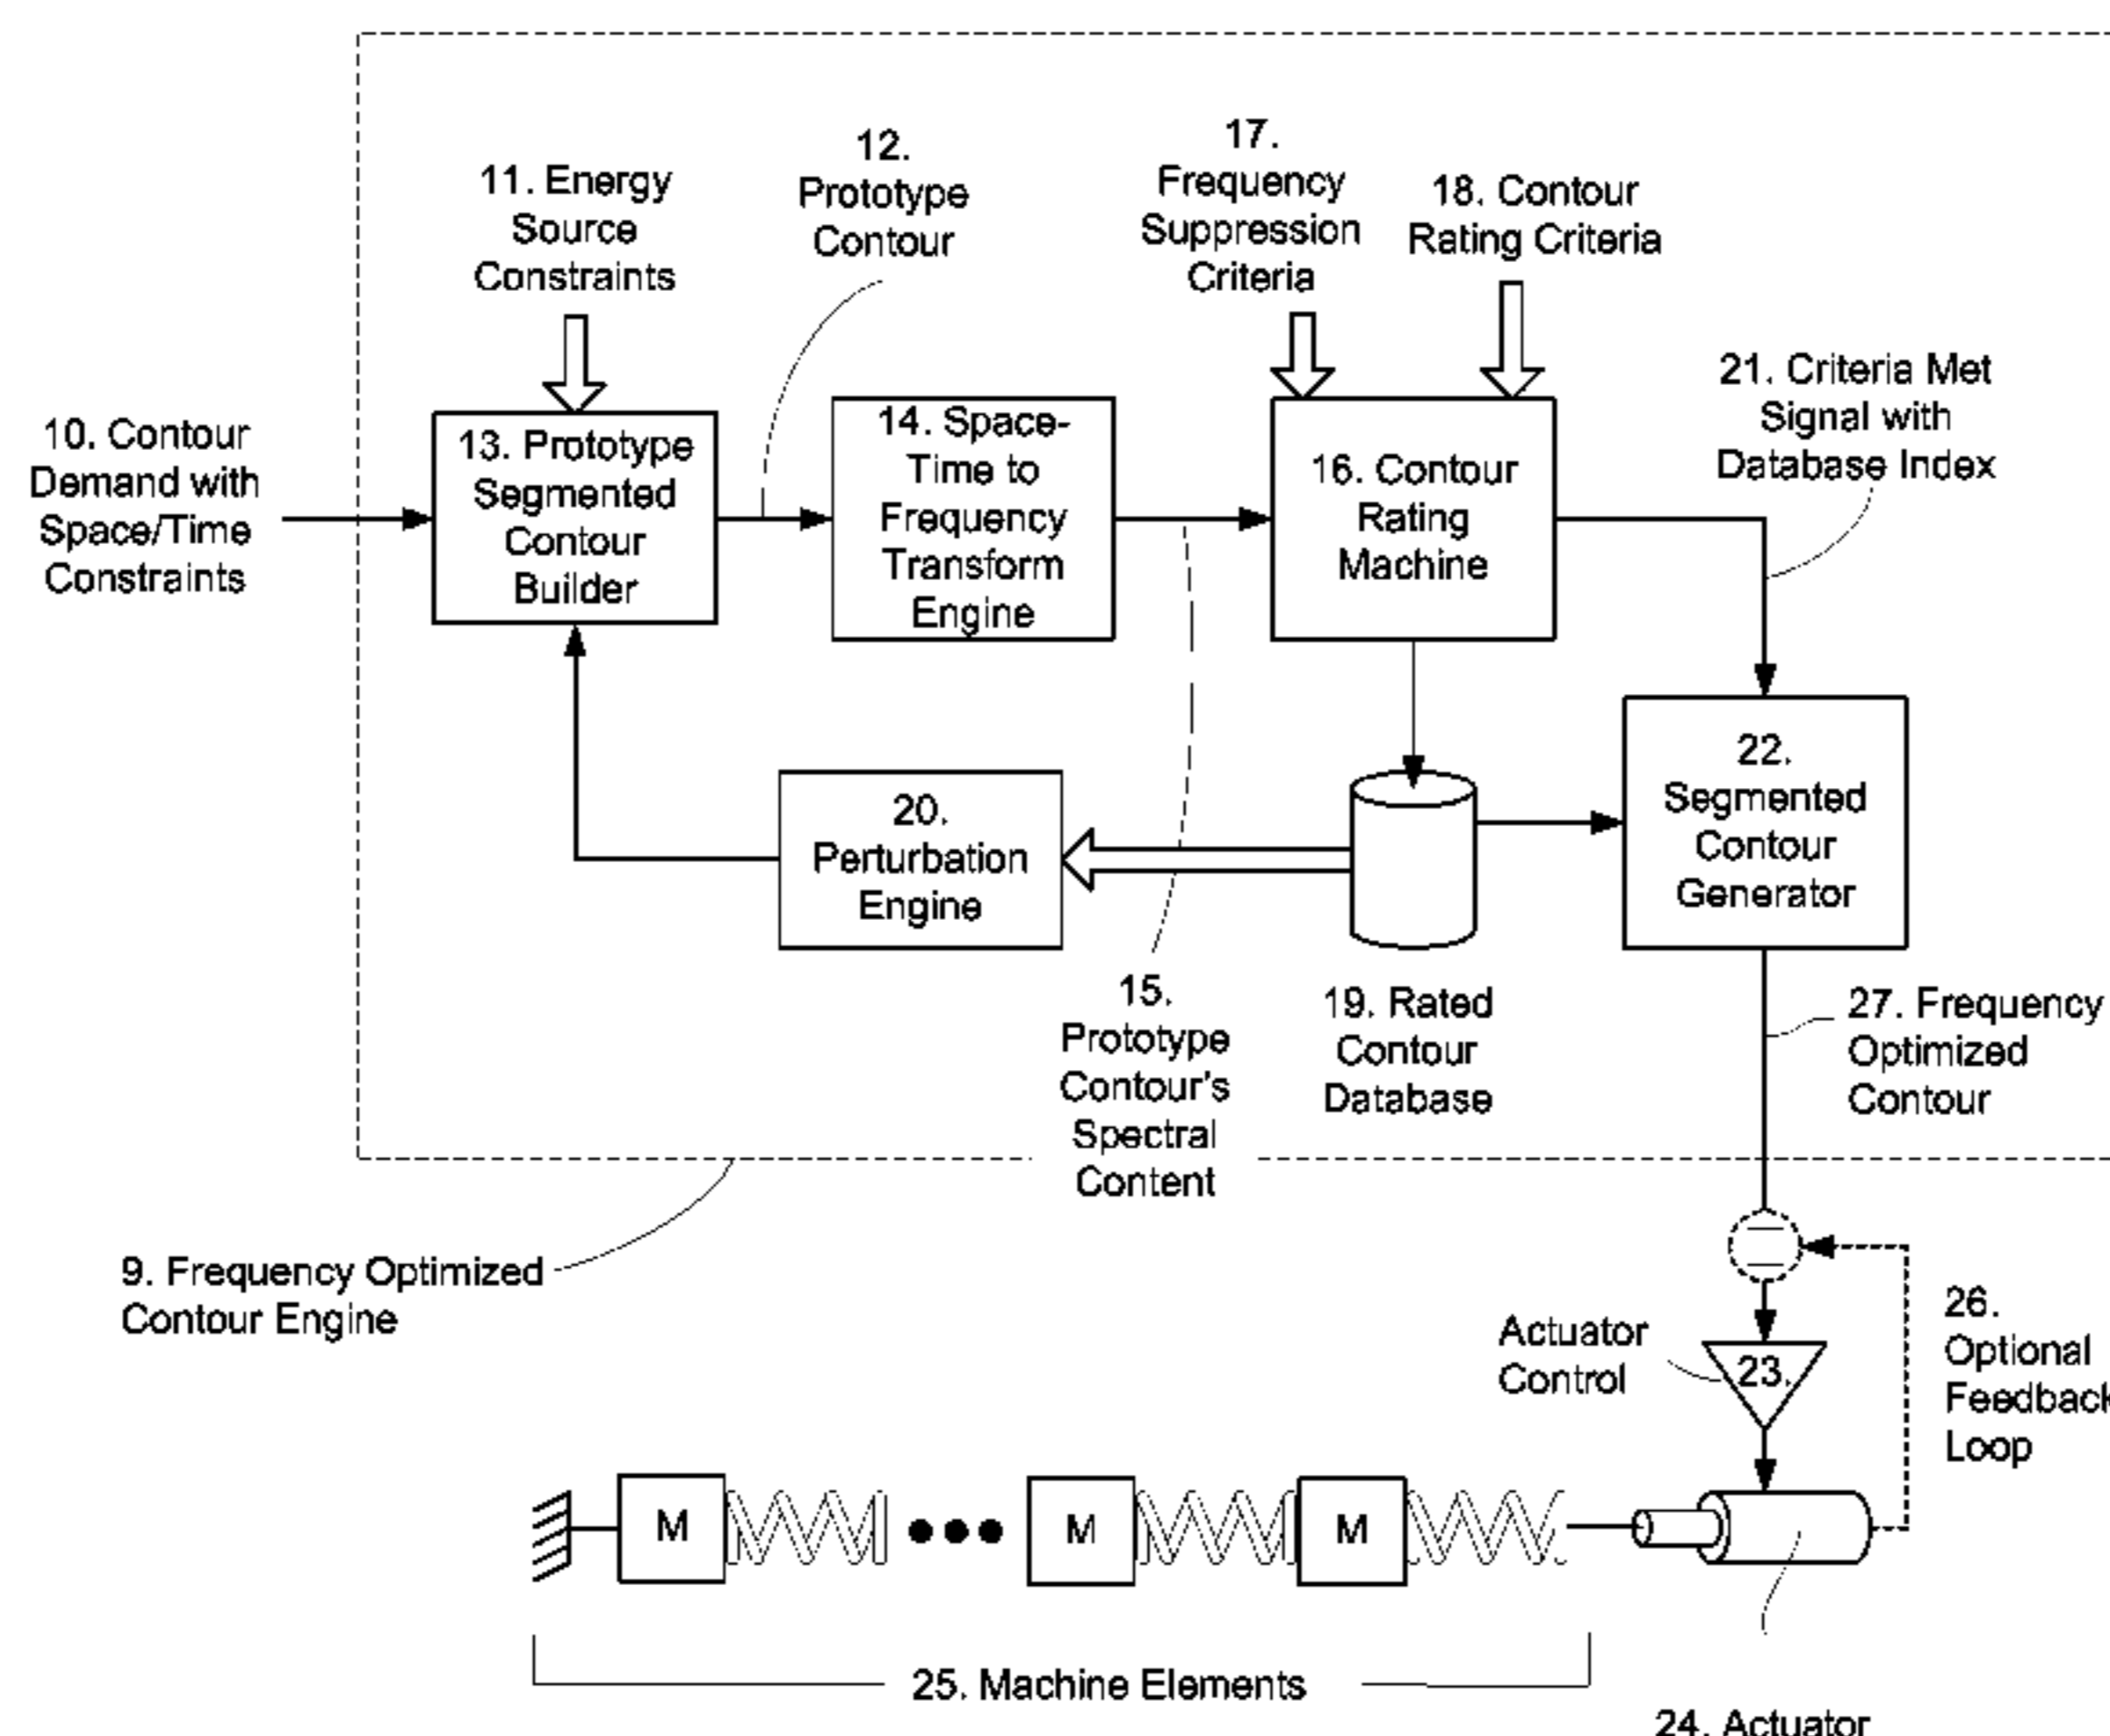 11. Energy
Source
Constraints
12.
Prototype
Contour
17.
Frequency
Suppression
Criteria
18. Contour
Rating Criteria
10. Contour
Demand with
Space/Time
Constraints
13. Prototype
Segmented
Contour
Builder
14. Space-
Time to
Frequency
Transform
Engine
16. Contour
Rating
Machine
21. Criteria Met
Signal with
Database Index
20.
Perturbation
Engine
22.
Segmented
Contour
Generator
15.
Prototype
Contour's
Spectral
Content
19. Rated
Contour
Database
27. Frequency
Optimized
Contour
9. Frequency Optimized
Contour Engine
Actuator
Control
23.
26.
Optional
Feedback
Loop
M
M
M
25. Machine Elements
24. Actuator